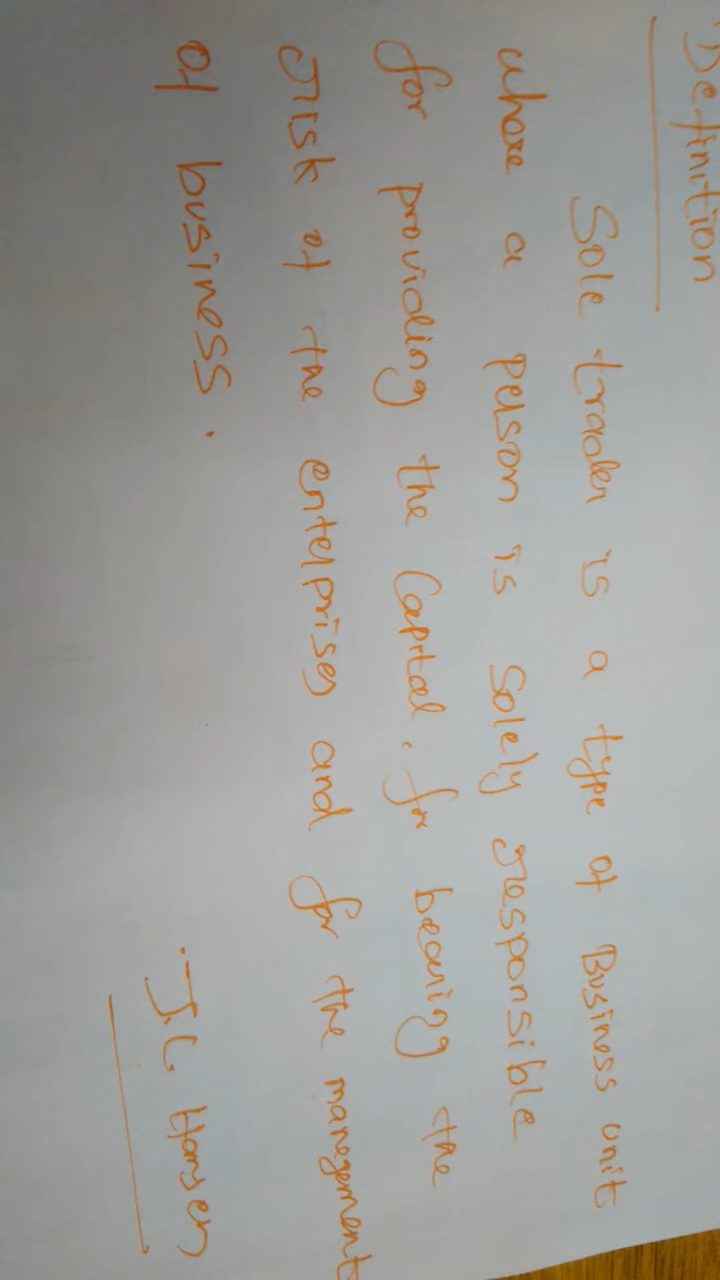 Definition
Sole trader is a type of Business unit
where a person is solely responsible
for providing the Capital. for bearing the
risk of the enterprises and for the management
of business.
J.L. Hansen